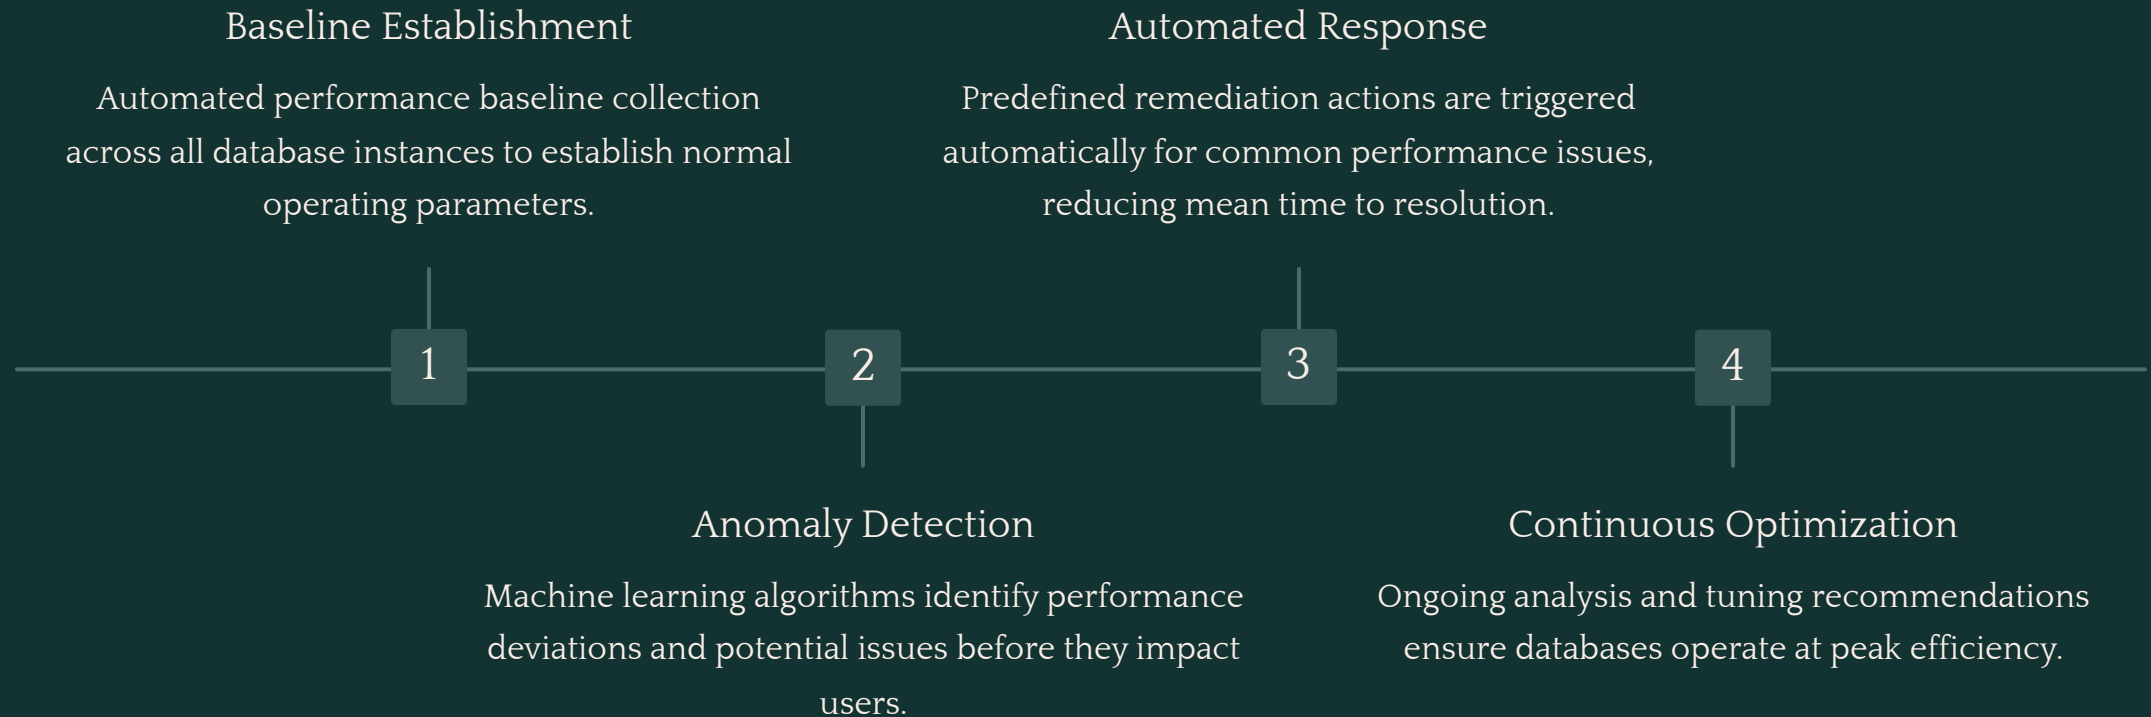 Baseline Establishment
Automated performance baseline collection
across all database instances to establish normal
operating parameters.
1
2
Anomaly Detection
Machine learning algorithms identify performance
deviations and potential issues before they impact
users.
Automated Response
Predefined remediation actions are triggered
automatically for common performance issues,
reducing mean time to resolution.
3
4
Continuous Optimization
Ongoing analysis and tuning recommendations
ensure databases operate at peak efficiency.